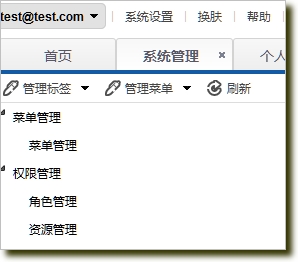 test@test.com 系统设置 换肤 帮助
首页 系统管理 × 个人
管理标签 管理菜单 刷新
菜单管理
菜单管理
权限管理
角色管理
资源管理